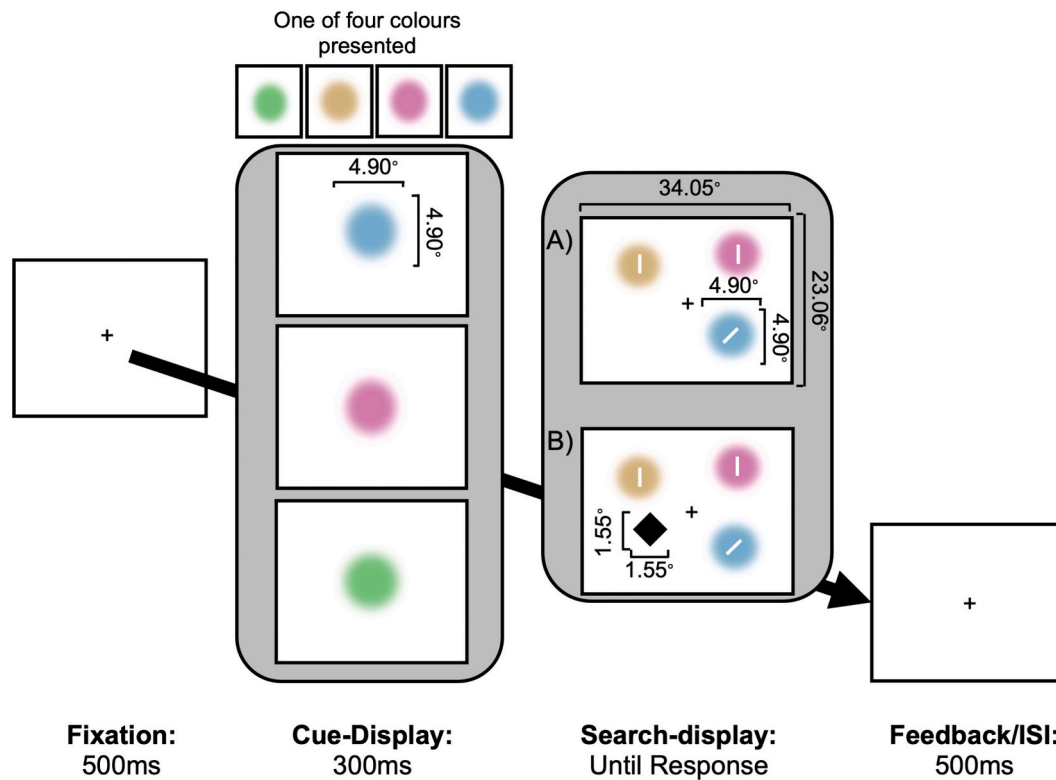 One of four colours
presented
4.90°
4.90°
34.05°
A)
4.90°
4.90°
23.06°
B)
1.55°
1.55°
Fixation:
500ms
Cue-Display:
300ms
Search-display:
Until Response
Feedback/ISI:
500ms